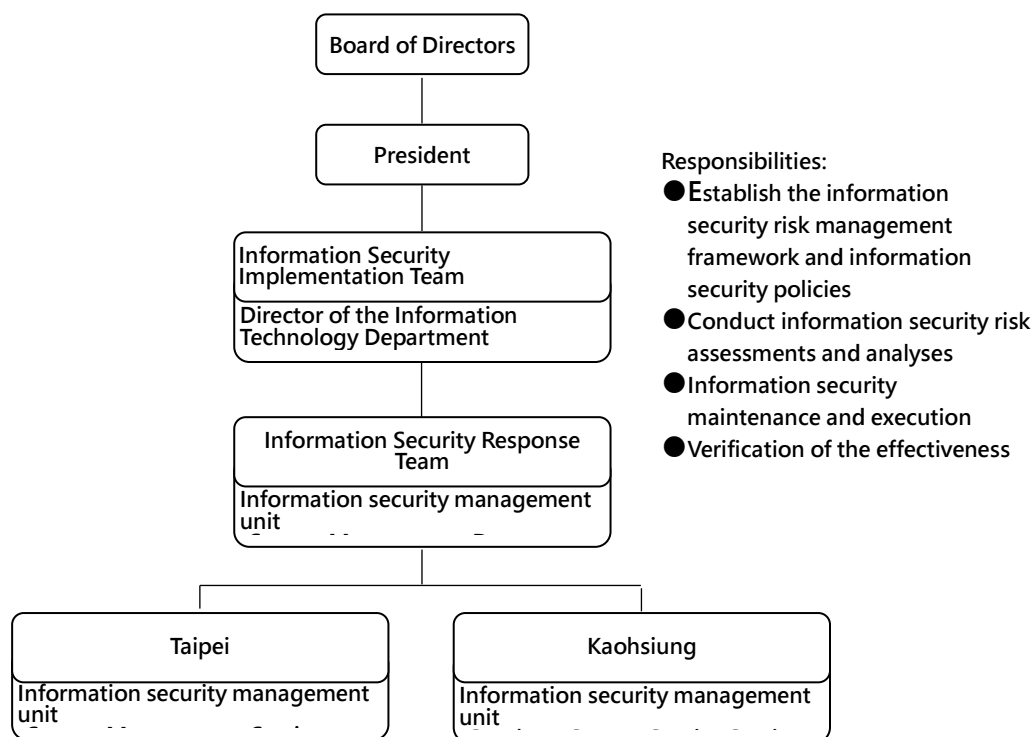 Board of Directors
President
Information Security
Implementation Team
Director of the Information
Technology Department
Information Security Response
Team
Information security management
unit
Taipei
Information security management
unit
Kaohsiung
Information security management
unit
Responsibilities:
●Establish the information
security risk management
framework and information
security policies
●Conduct information security risk
assessments and analyses
●Information security
maintenance and execution
●Verification of the effectiveness